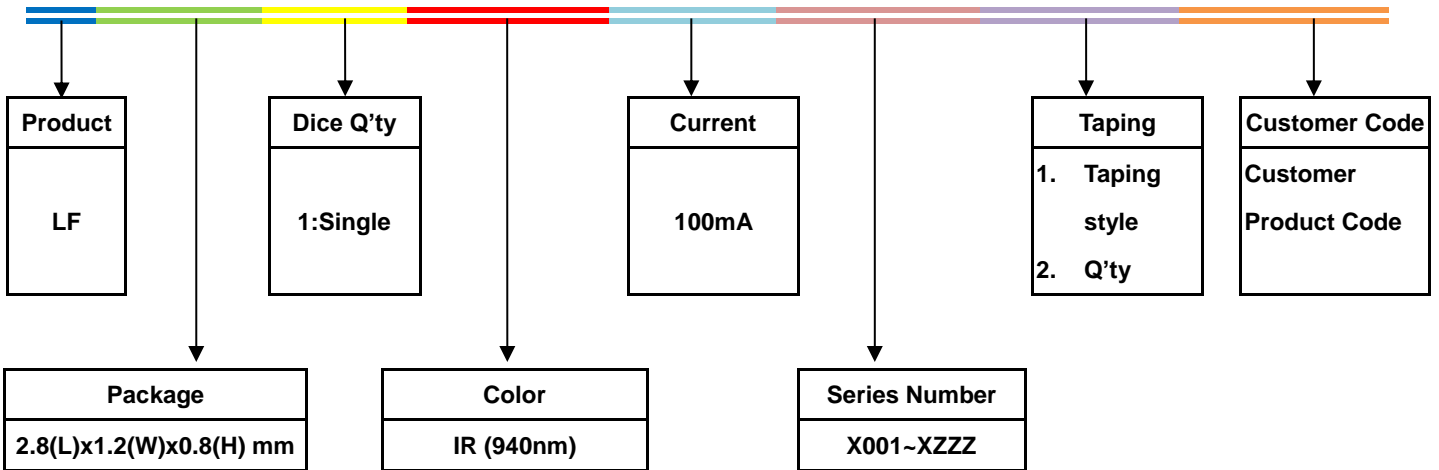 Product
LF
Dice Q’ty
1:Single
Current
100mA
Taping
1. Taping
style
2. Q’ty
Customer Code
Customer
Product Code
Package
2.8(L)x1.2(W)x0.8(H) mm
Color
IR (940nm)
Series Number
X001~XZZZ